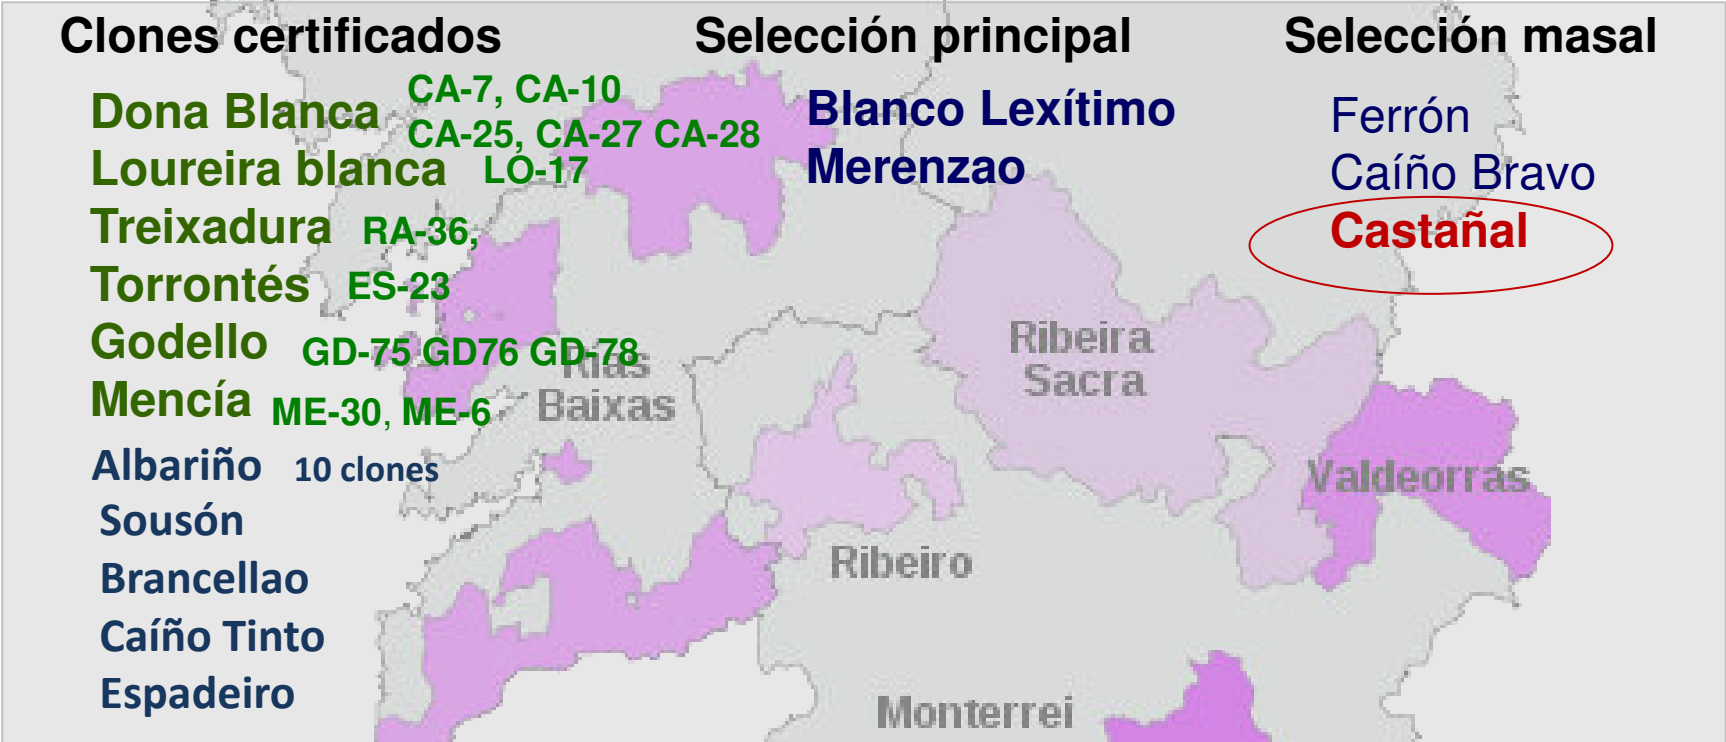 Clones certificados
Dona Blanca CA-7, CA-10
CA-25, CA-27 CA-28
Loureira blanca LO-17
Treixadura RA-36,
Torrontés ES-23
Godello GD-75 GD76 GD-78
Mencía ME-30, ME-6
Albariño 10 clones
Sousón
Brancellao
Caíño Tinto
Espadeiro
Selección principal
Blanco Lexítimo
Merenzao
Selección masal
Ferrón
Caíño Bravo
Castañal
Rías
Baixas
Ribeira
Sacra
Valdeorras
Ribeiro
Monterrei